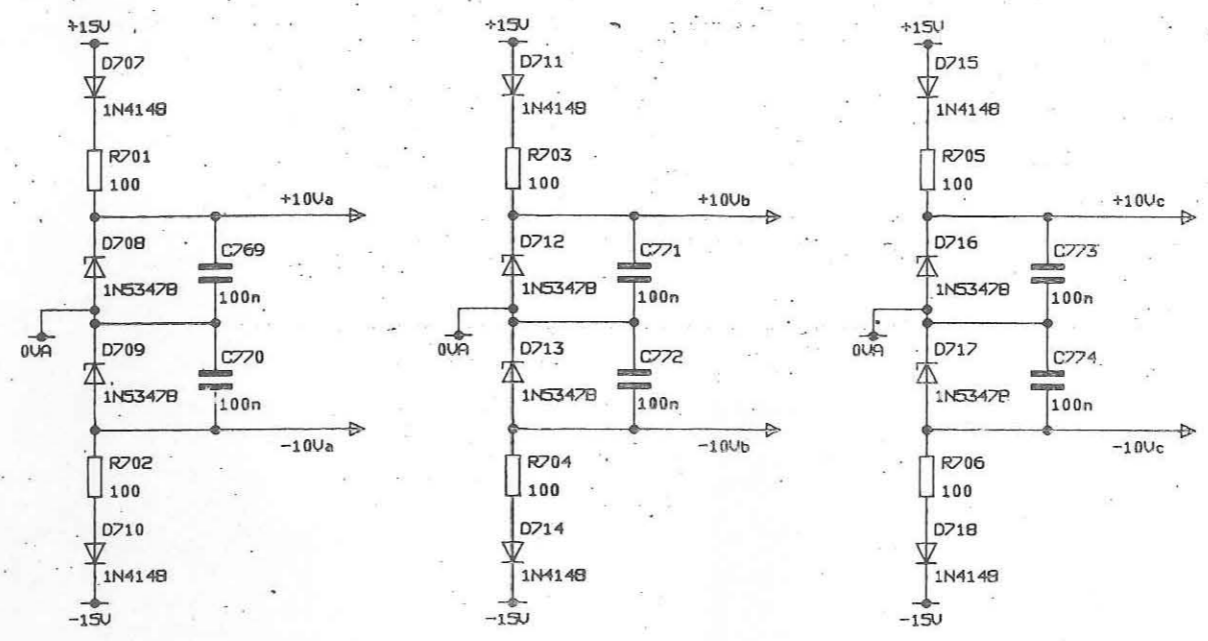 +15V
D707
1N4148
R701
100
+10Va
D708
C769
1N5347B
100n
0VA
D709
C770
1N5347B
100n
-10Va
R702
100
D710
1N4148
-15V
+15V
D711
1N4148
R703
100
+10Vb
D712
C771
1N5347B
100n
0VA
D713
C772
1N5347B
100n
-10Vb
R704
100
D714
1N4148
-15V
+15V
D715
1N4148
R705
100
+10Vc
D716
C773
1N5347B
100n
0VA
D717
C774
1N5347B
100n
-10Vc
R706
100
D718
1N4148
-15V